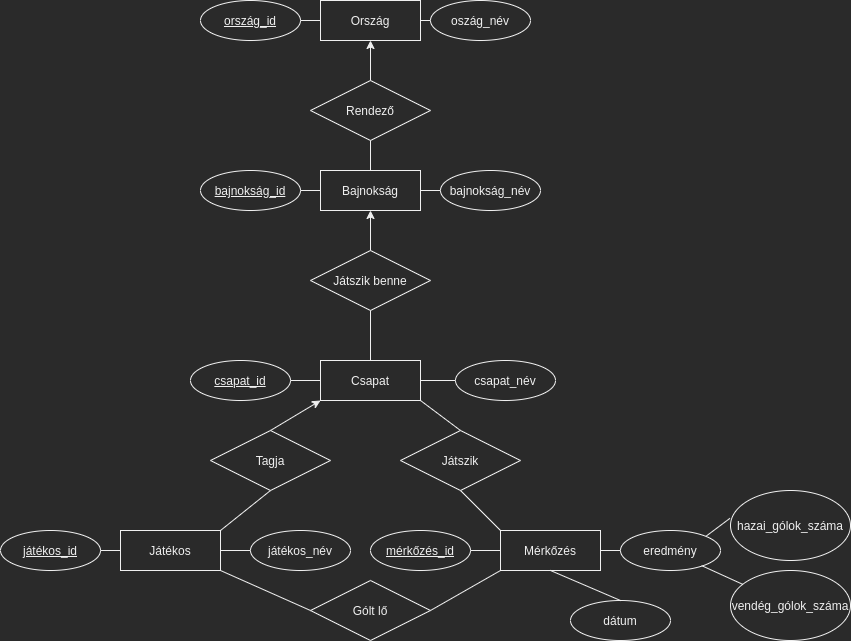 ország_id
Ország
oszág_név
Rendező
bajnokság_id
Bajnokság
bajnokság_név
Játszik benne
csapat_id
Csapat
csapat_név
Tagja
Játszik
hazai_gólok_száma
játékos_id
Játékos
játékos_név
mérkőzés_id
Mérkőzés
eredmény
vendég_gólok_száma
Gólt lő
dátum